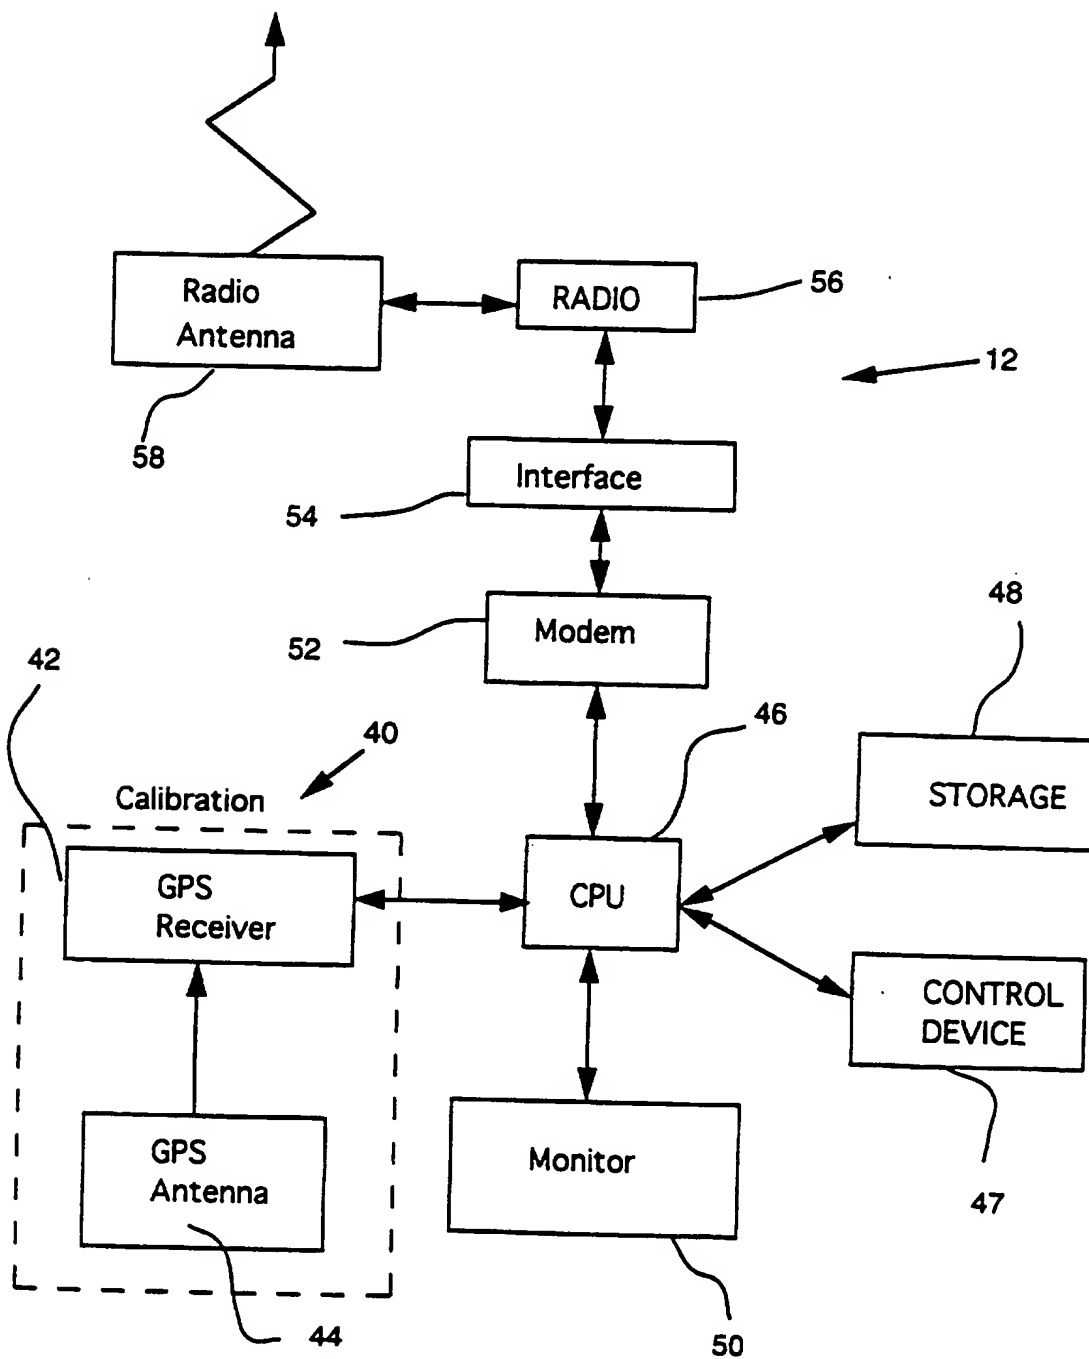 Radio
Antenna
RADIO
56
12
58
Interface
54
Modem
52
48
42
46
40
Calibration
STORAGE
GPS
Receiver
CPU
CONTROL
DEVICE
GPS
Antenna
Monitor
47
44
50